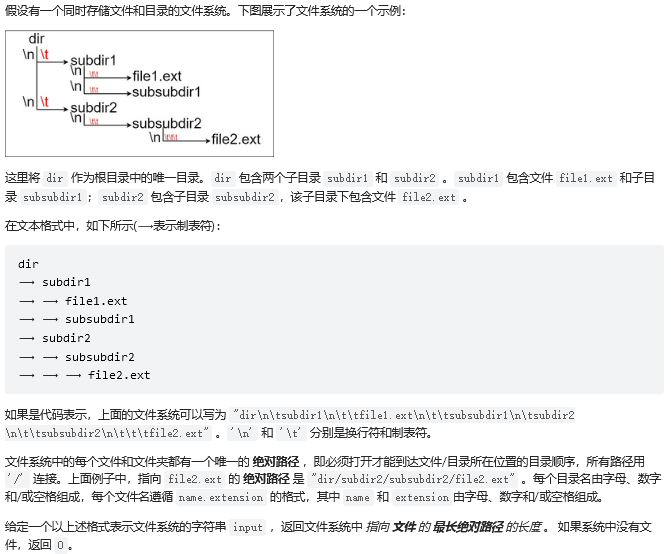 假设有一个同时存储文件和目录的文件系统。下图展示了文件系统的一个示例：
dir
\n \t subdir1
\n \t\t file1.ext
\n \t\t subsubdir1
\n \t subdir2
\n \t\t subsubdir2
\n \t\t\t file2.ext
这里将 dir 作为根目录中的唯一目录。dir 包含两个子目录 subdir1 和 subdir2 。subdir1 包含文件 file1.ext 和子目
录 subsubdir1；subdir2 包含子目录 subsubdir2，该子目录下包含文件 file2.ext 。
在文本格式中，如下所示(⟶表示制表符)：
dir
⟶ subdir1
⟶ ⟶ file1.ext
⟶ ⟶ subsubdir1
⟶ subdir2
⟶ ⟶ subsubdir2
⟶ ⟶ ⟶ file2.ext
如果是代码表示，上面的文件系统可以写为 "dir\n\tsubdir1\n\t\tfile1.ext\n\t\tsubsubdir1\n\tsubdir2
\n\t\tsubsubdir2\n\t\t\tfile2.ext" 。'\n' 和 '\t' 分别是换行符和制表符。
文件系统中的每个文件和文件夹都有一个唯一的 绝对路径 ，即必须打开才能到达文件/目录所在位置的目录顺序，所有路径用
'/' 连接。上面例子中，指向 file2.ext 的 绝对路径 是 "dir/subdir2/subsubdir2/file2.ext" 。每个目录名由字母、数字
和/或空格组成，每个文件名遵循 name.extension 的格式，其中 name 和 extension由字母、数字和/或空格组成。
给定一个以上述格式表示文件系统的字符串 input ，返回文件系统中 指向 文件 的 最长绝对路径 的长度 。 如果系统中没有文
件，返回 0。